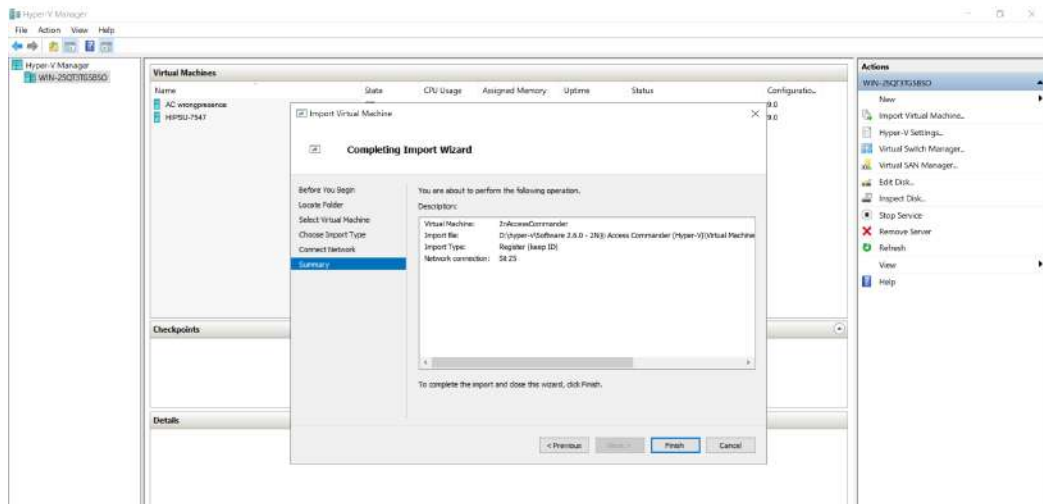 Hyper-V Manager
File Action View Help
Hyper-V Manager
WIN-25QT3TG5BSO
Virtual Machines
Name State CPU Usage Assigned Memory Uptime Status Configuratio...
AC wrongpresence 9.0
HIPSU-7547 9.0
Import Virtual Machine
Completing Import Wizard
Before You Begin
Locate Folder
Select Virtual Machine
Choose Import Type
Connect Network
Summary
You are about to perform the following operation.
Description:
Virtual Machine: 2nAccessCommander
Import file: D:\hyper-v\Software 2.6.0 - 2N(i) Access Commander (Hyper-V)\Virtual Machine
Import Type: Register (keep ID)
Network connection: Sit 25
To complete the import and close this wizard, click Finish.
< Previous
Finish
Cancel
Checkpoints
Details
Actions
WIN-25QT3TG5BSO
New
Import Virtual Machine...
Hyper-V Settings...
Virtual Switch Manager...
Virtual SAN Manager...
Edit Disk...
Inspect Disk...
Stop Service
Remove Server
Refresh
View
Help